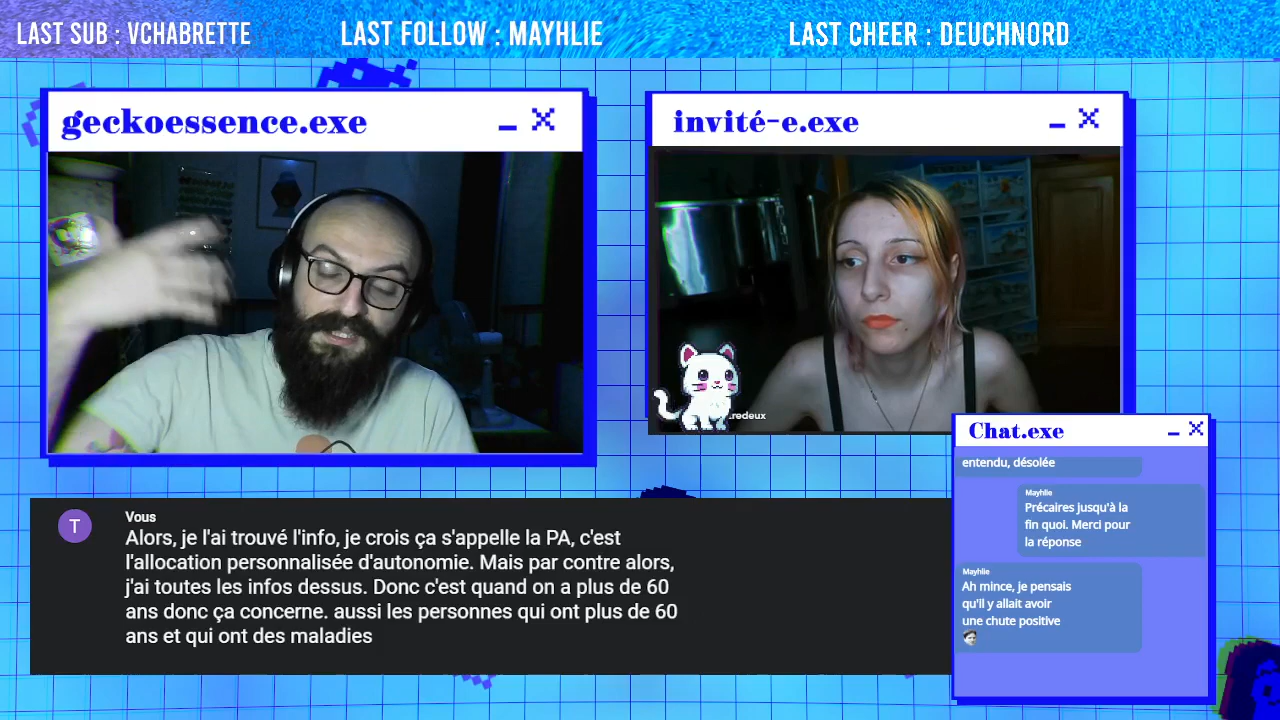 LAST SUB : VCHABRETTE
LAST FOLLOW : MAYHLIE
LAST CHEER : DEUCHNORD
geckoessence.exe
invité-e.exe
.redeux
Chat.exe
entendu, désolée
Mayhlie
Précaires jusqu'à la
fin quoi. Merci pour
la réponse
Mayhlie
Ah mince, je pensais
qu'il y allait avoir
une chute positive
T
Vous
Alors, je l'ai trouvé l'info, je crois ça s'appelle la PA, c'est
l'allocation personnalisée d'autonomie. Mais par contre alors,
j'ai toutes les infos dessus. Donc c'est quand on a plus de 60
ans donc ça concerne. aussi les personnes qui ont plus de 60
ans et qui ont des maladies